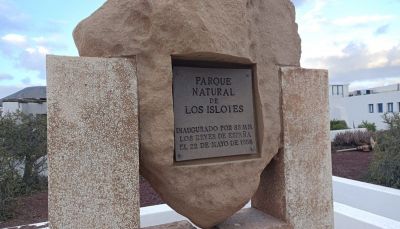 PARQUE
NATURAL
DE
LOS ISLOTES
INAUGURADO POR SS MM
LOS REYES DE ESPAÑA
EL 22 DE MAYO DE 1998